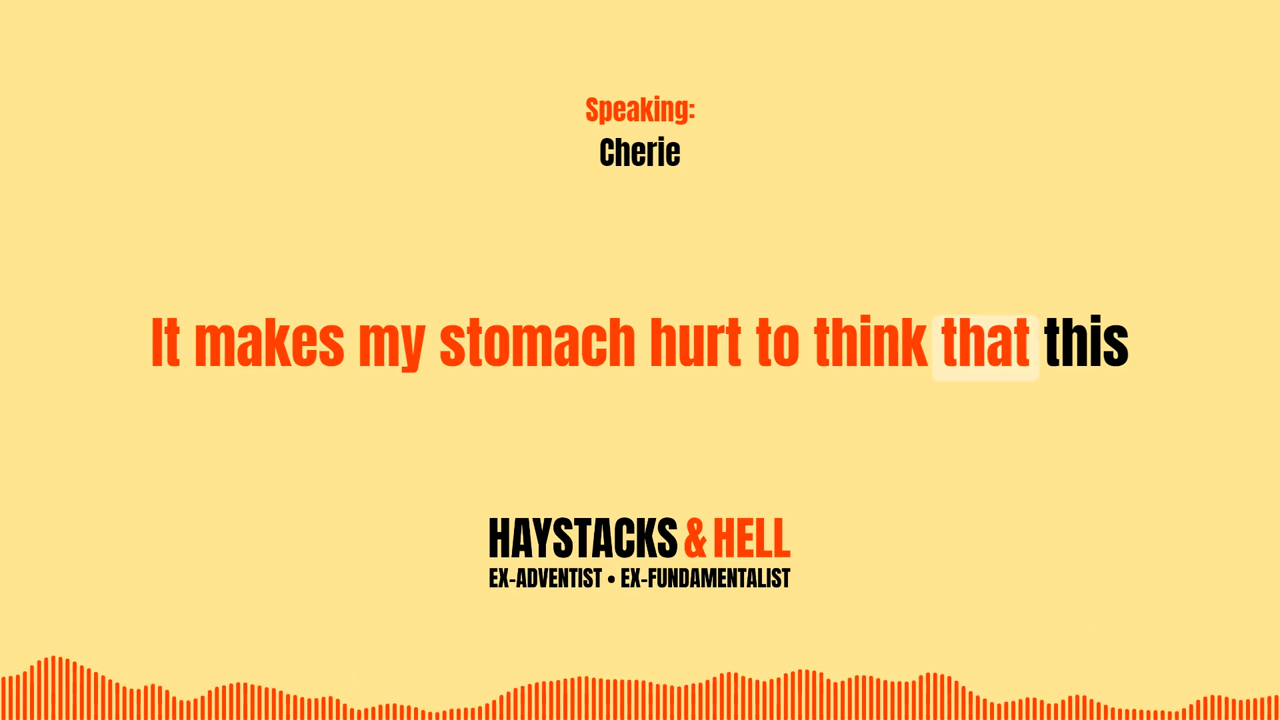 Speaking:
Cherie
It makes my stomach hurt to think that this
HAYSTACKS & HELL
EX-ADVENTIST • EX-FUNDAMENTALIST